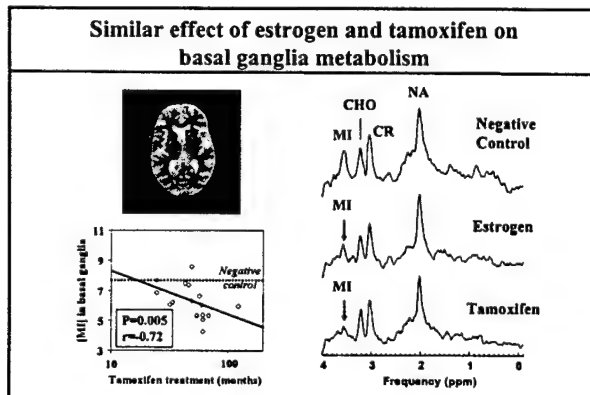 Similar effect of estrogen and tamoxifen on
basal ganglia metabolism
[MI] in basal ganglia
11
9
7
5
3
Negative
control
P=0.005
r=-0.72
10
100
Tamoxifen treatment (months)
NA
CHO
MI
CR
Negative
Control
MI
Estrogen
MI
Tamoxifen
4
3
2
1
0
Frequency (ppm)